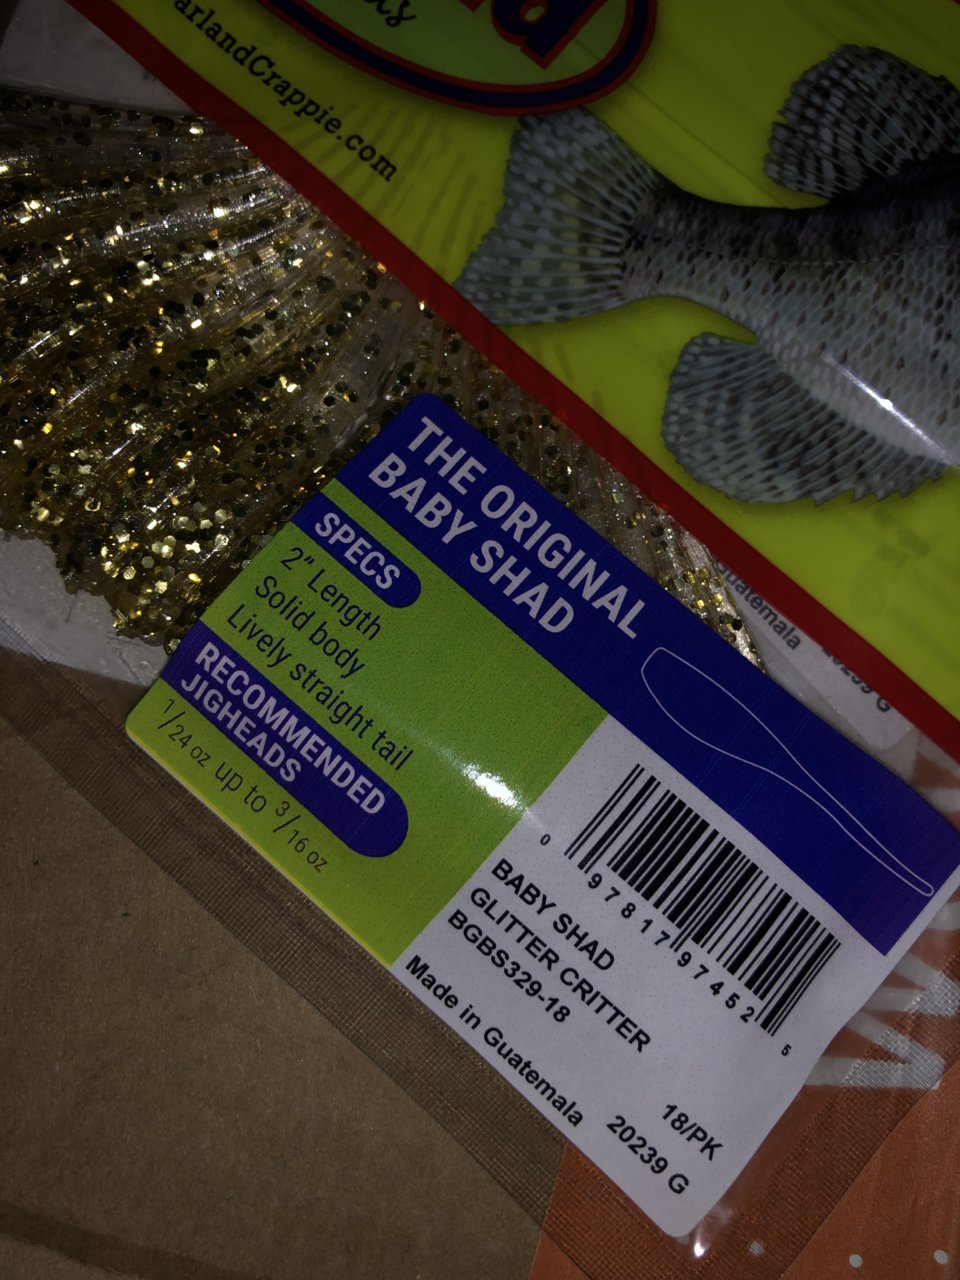 arlandCrappie.com
THE ORIGINAL
BABY SHAD
SPECS
2" Length
Solid body
Lively straight tail
RECOMMENDED
JIGHEADS
1/24 oz up to 3/16 oz
0 97817 97452 5
BABY SHAD
GLITTER CRITTER
BGBS329-18
18/PK
Made in Guatemala 20239 G
Guatemala 20239 G